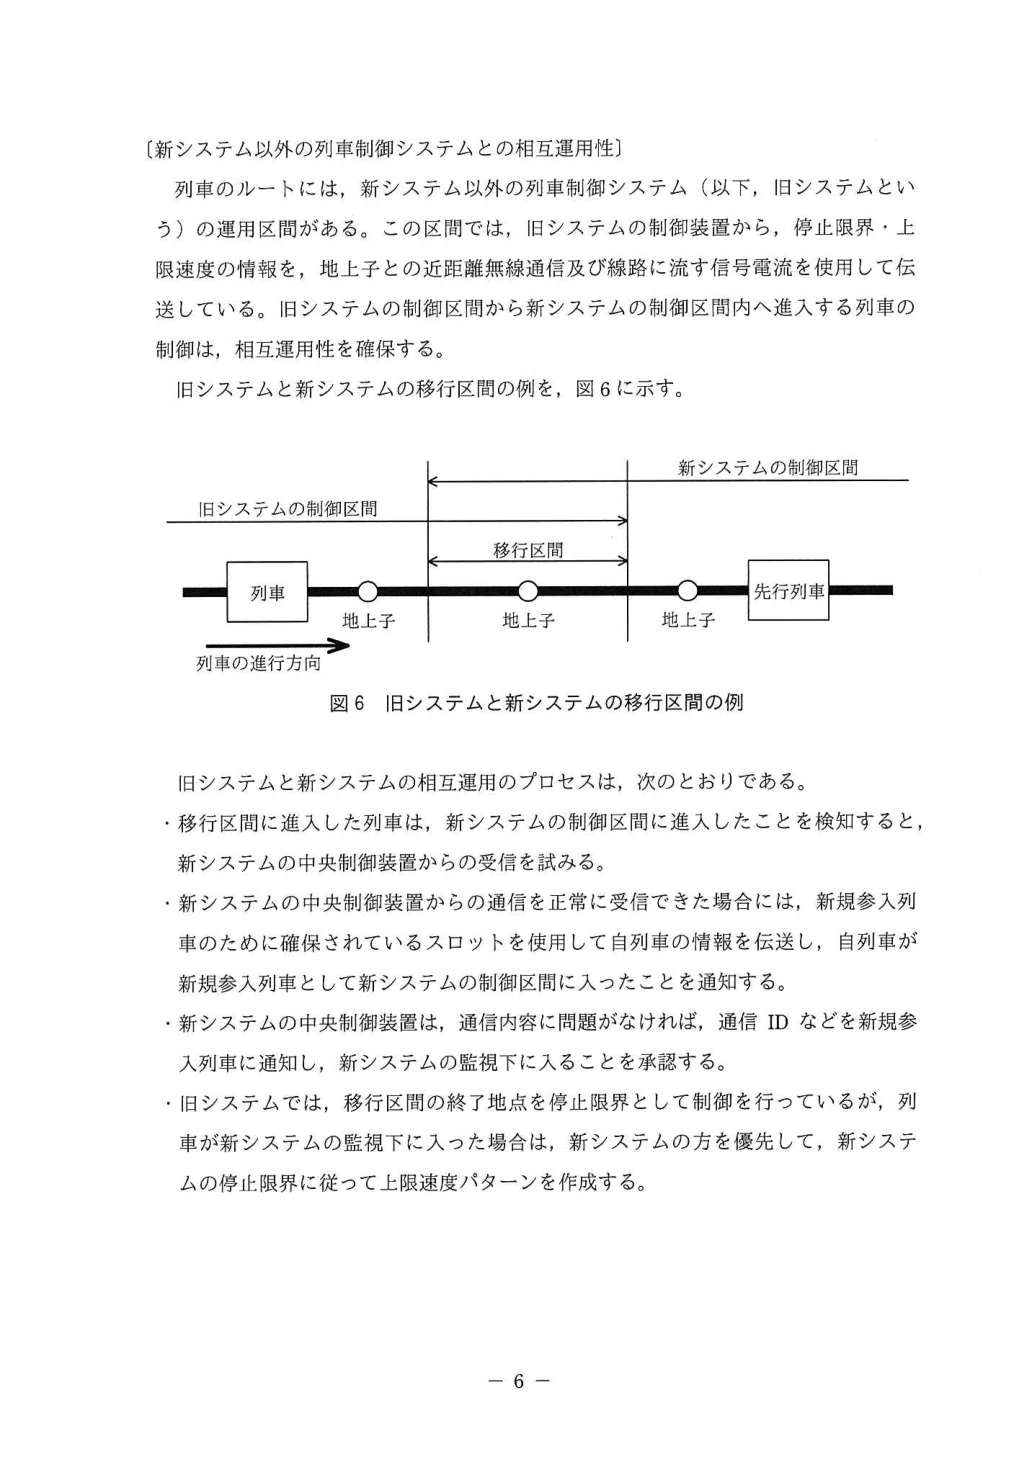 〔新システム以外の列車制御システムとの相互運用性〕
列車のルートには，新システム以外の列車制御システム（以下，旧システムとい
う）の運用区間がある。この区間では，旧システムの制御装置から，停止限界・上
限速度の情報を，地上子との近距離無線通信及び線路に流す信号電流を使用して伝
送している。旧システムの制御区間から新システムの制御区間内へ進入する列車の
制御は，相互運用性を確保する。
旧システムと新システムの移行区間の例を，図 6 に示す。
新システムの制御区間
旧システムの制御区間
移行区間
列車
先行列車
地上子
地上子
地上子
列車の進行方向
図 6　旧システムと新システムの移行区間の例
旧システムと新システムの相互運用のプロセスは，次のとおりである。
・移行区間に進入した列車は，新システムの制御区間に進入したことを検知すると，
新システムの中央制御装置からの受信を試みる。
・新システムの中央制御装置からの通信を正常に受信できた場合には，新規参入列
車のために確保されているスロットを使用して自列車の情報を伝送し，自列車が
新規参入列車として新システムの制御区間に入ったことを通知する。
・新システムの中央制御装置は，通信内容に問題がなければ，通信 ID などを新規参
入列車に通知し，新システムの監視下に入ることを承認する。
・旧システムでは，移行区間の終了地点を停止限界として制御を行っているが，列
車が新システムの監視下に入った場合は，新システムの方を優先して，新システ
ムの停止限界に従って上限速度パターンを作成する。
－ 6 －